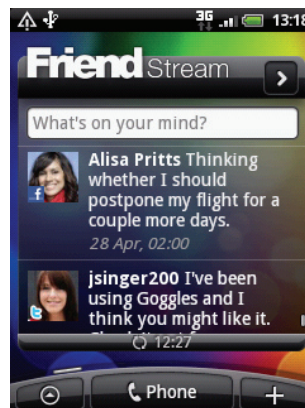 3G 13:18
Friend Stream
What's on your mind?
Alisa Pritts Thinking
whether I should
postpone my flight for a
couple more days.
28 Apr, 02:00
jsinger200 I've been
using Goggles and I
think you might like it.
12:27
Phone